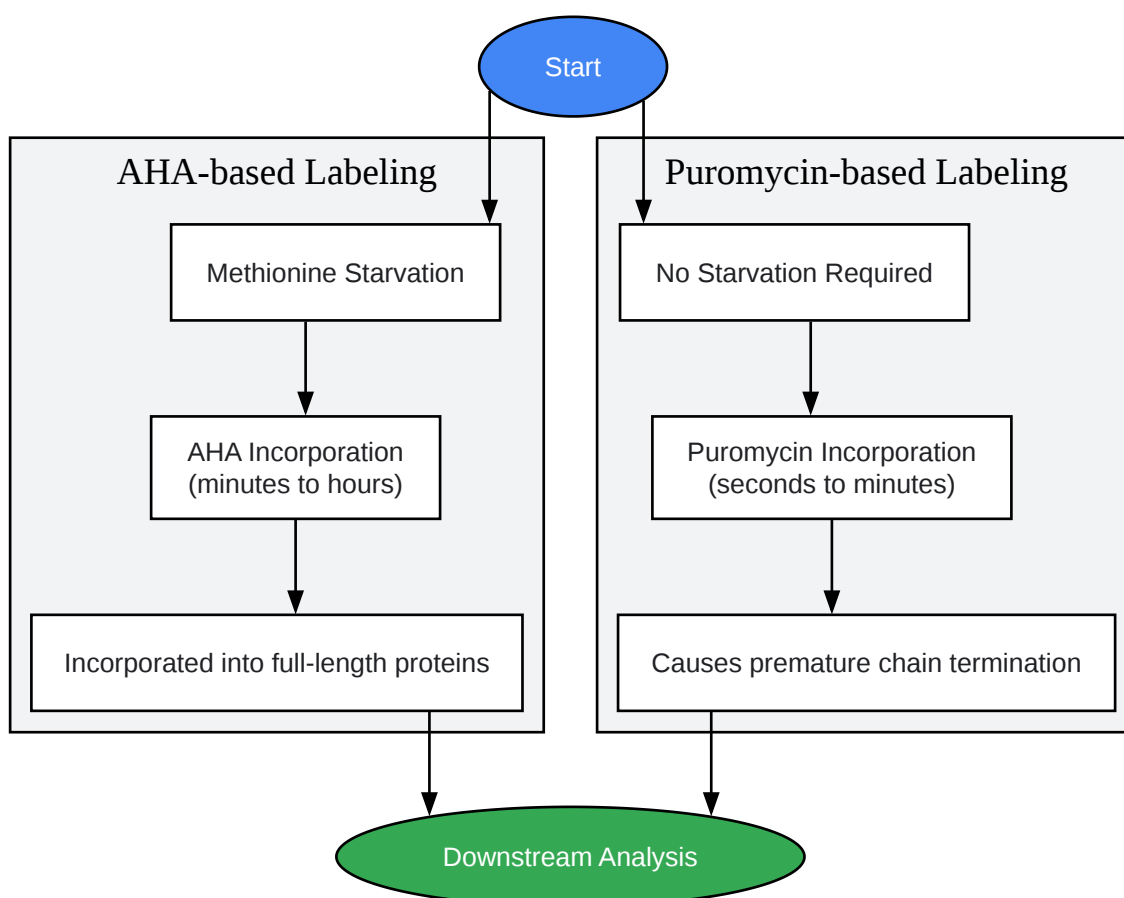 Start
AHA-based Labeling
Methionine Starvation
AHA Incorporation
(minutes to hours)
Incorporated into full-length proteins
Puromycin-based Labeling
No Starvation Required
Puromycin Incorporation
(seconds to minutes)
Causes premature chain termination
Downstream Analysis